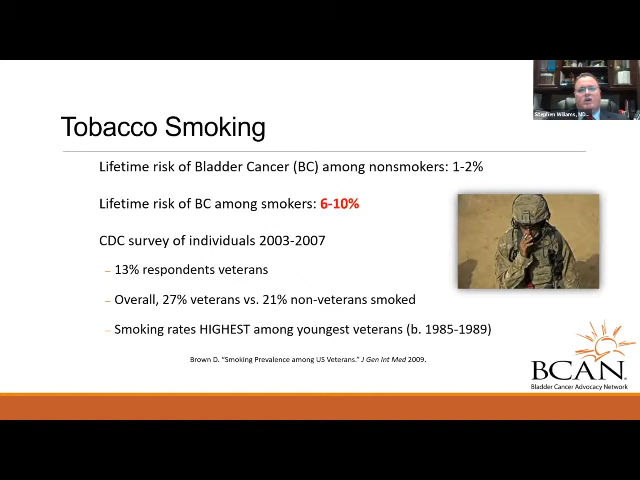 Stephen Williams, MD...
Tobacco Smoking
Lifetime risk of Bladder Cancer (BC) among nonsmokers: 1-2%
Lifetime risk of BC among smokers: 6-10%
CDC survey of individuals 2003-2007
– 13% respondents veterans
– Overall, 27% veterans vs. 21% non-veterans smoked
– Smoking rates HIGHEST among youngest veterans (b. 1985-1989)
Brown D. “Smoking Prevalence among US Veterans.” J Gen Int Med 2009.
BCAN
Bladder Cancer Advocacy Network